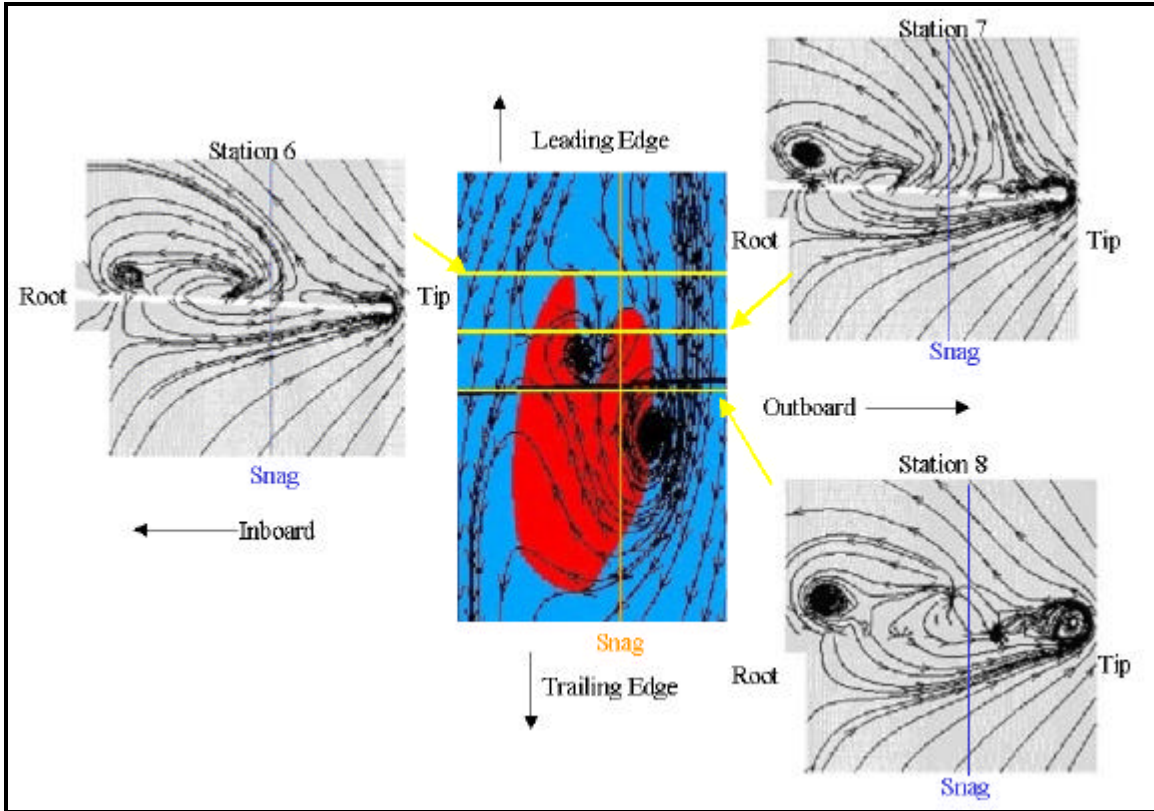 Station 7
Leading Edge
Station 6
Root
Tip
Root
Tip
Snag
Outboard
Snag
Station 8
Inboard
Snag
Root
Tip
Trailing Edge
Snag